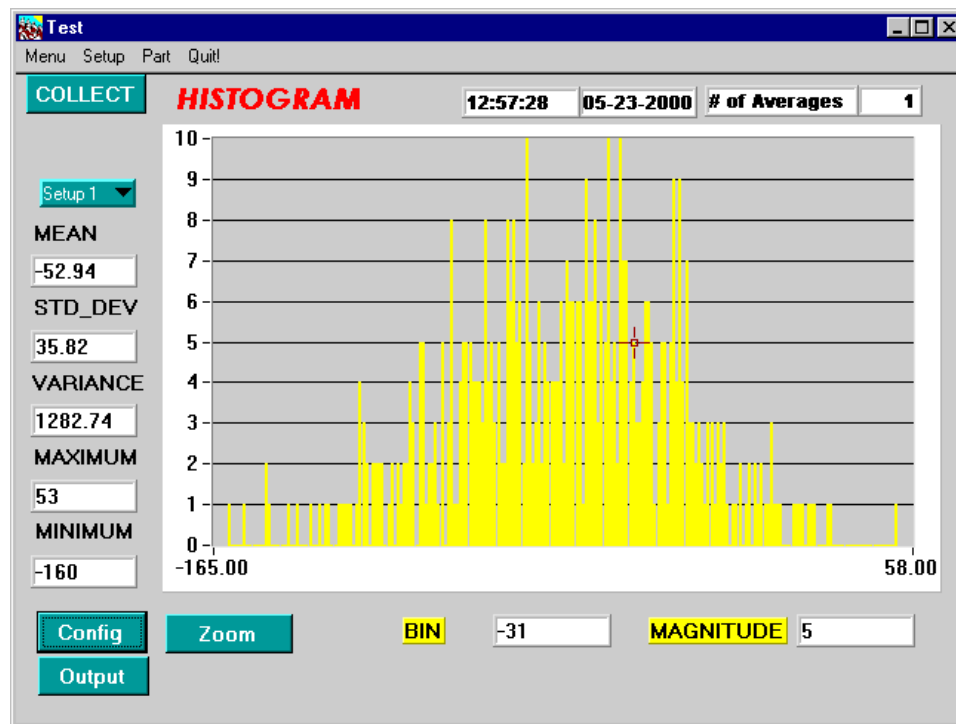 Test
Menu Setup Part Quit!
COLLECT
HISTOGRAM
12:57:28
05-23-2000
# of Averages
1
Setup 1
MEAN
-52.94
STD_DEV
35.82
VARIANCE
1282.74
MAXIMUM
53
MINIMUM
-160
10
9
8
7
6
5
4
3
2
1
0
-165.00
58.00
Config
Zoom
BIN
-31
MAGNITUDE
5
Output